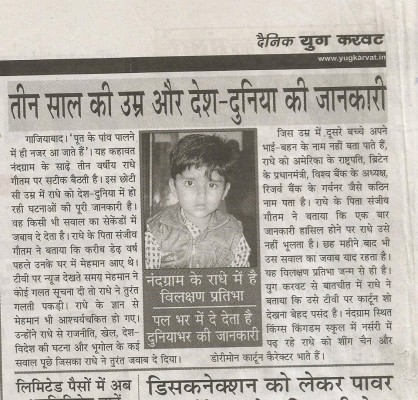 दैनिक युग करवट
www.yugkarvat.in
तीन साल की उम्र और देश-दुनिया की जानकारी
गाजियाबाद। 'पूत के पांव पालने
में ही नजर आ जाते हैं'। यह कहावत
नंदग्राम के साढ़े तीन वर्षीय राधे
गौतम पर सटीक बैठती है। इस छोटी
सी उम्र में राधे को देश-दुनिया में हो
रही घटनाओं की पूरी जानकारी है।
वह किसी भी सवाल का सेकेंडों में
जवाब दे देता है। राधे के पिता संजीव
गौतम ने बताया कि करीब डेढ़ वर्ष
पहले उनके घर में मेहमान आए थे।
टीवी पर न्यूज देखते समय मेहमान ने
कोई गलत सूचना दी तो राधे ने तुरंत
गलती पकड़ी। राधे के ज्ञान से
मेहमान भी आश्चर्यचकित हो गए।
उन्होंने राधे से राजनीति, खेल, देश-
विदेश की घटना और भूगोल के कई
सवाल पूछे जिसका राधे ने तुरंत जवाब दे दिया।
नंदग्राम के राधे में है
विलक्षण प्रतिभा
पल भर में दे देता है
दुनियाभर की जानकारी
जिस उम्र में दूसरे बच्चे अपने
भाई-बहन के नाम नहीं बता पाते हैं,
राधे को अमेरिका के राष्ट्रपति, ब्रिटेन
के प्रधानमंत्री, विश्व बैंक के अध्यक्ष,
रिजर्व बैंक के गवर्नर जैसे कठिन
नाम पता है। राधे के पिता संजीव
गौतम ने बताया कि एक बार
जानकारी हासिल होने पर राधे उसे
नहीं भूलता है। छह महीने बाद भी
उस सवाल का जवाब याद रहता है।
यह विलक्षण प्रतिभा जन्म से ही है।
युग करवट से बातचीत में राधे ने
बताया कि उसे टीवी पर कार्टून शो
देखना बेहद पसंद है। नंदग्राम स्थित
किंग्स किंगडम स्कूल में नर्सरी में
पढ़ रहे राधे को शींग चैन और
डोरीमोन कार्टून कैरेक्टर भाते हैं।
लिमिटेड पैसों में अब
डिसकनेक्शन को लेकर पावर